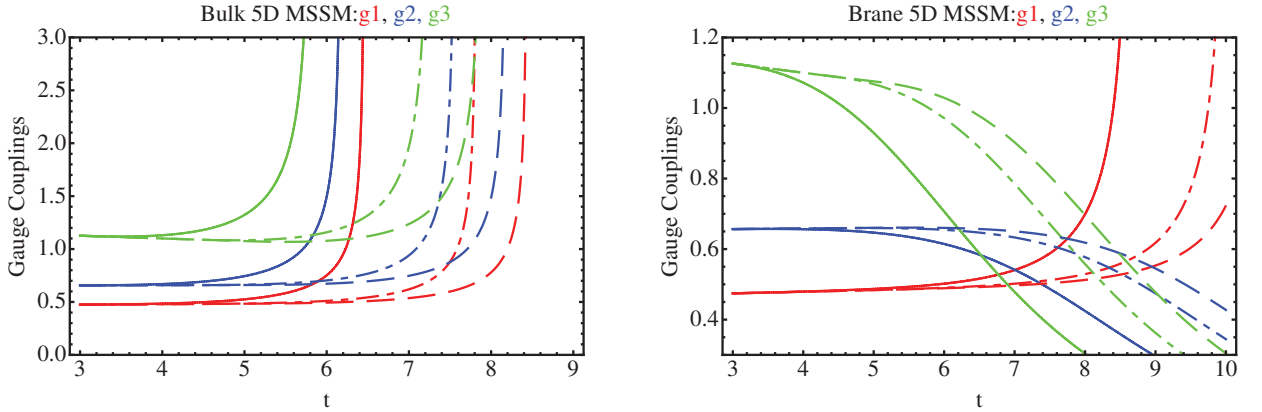 Bulk 5D MSSM:g1, g2, g3
Gauge Couplings
3.0
2.5
2.0
1.5
1.0
0.5
0.0
3 4 5 6 7 8 9
t
Brane 5D MSSM:g1, g2, g3
Gauge Couplings
1.2
1.0
0.8
0.6
0.4
3 4 5 6 7 8 9 10
t